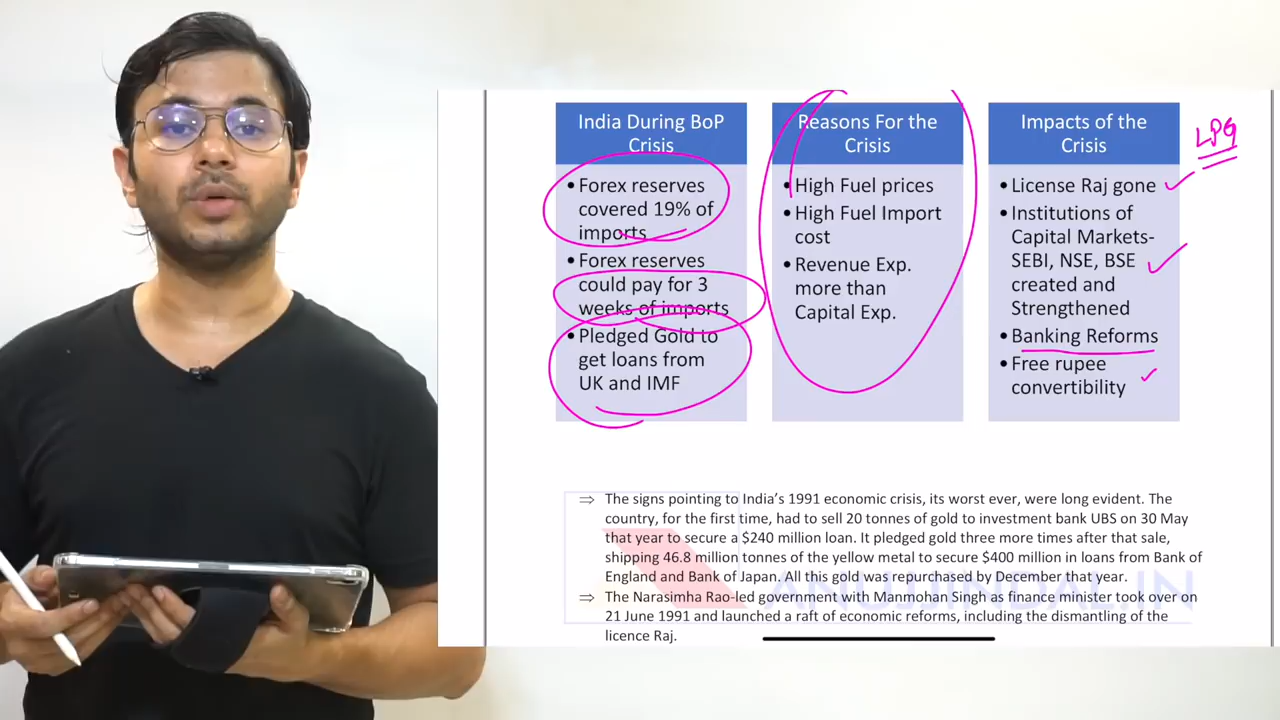 India During BoP
Crisis
• Forex reserves
covered 19% of
imports
• Forex reserves
could pay for 3
weeks of imports
• Pledged Gold to
get loans from
UK and IMF
Reasons For the
Crisis
• High Fuel prices
• High Fuel Import
cost
• Revenue Exp.
more than
Capital Exp.
Impacts of the
Crisis
• License Raj gone
• Institutions of
Capital Markets-
SEBI, NSE, BSE
created and
Strengthened
• Banking Reforms
• Free rupee
convertibility
LPG
⇒ The signs pointing to India's 1991 economic crisis, its worst ever, were long evident. The
country, for the first time, had to sell 20 tonnes of gold to investment bank UBS on 30 May
that year to secure a $240 million loan. It pledged gold three more times after that sale,
shipping 46.8 million tonnes of the yellow metal to secure $400 million in loans from Bank of
England and Bank of Japan. All this gold was repurchased by December that year.
⇒ The Narasimha Rao-led government with Manmohan Singh as finance minister took over on
21 June 1991 and launched a raft of economic reforms, including the dismantling of the
licence Raj.
ANUJJINDAL.IN